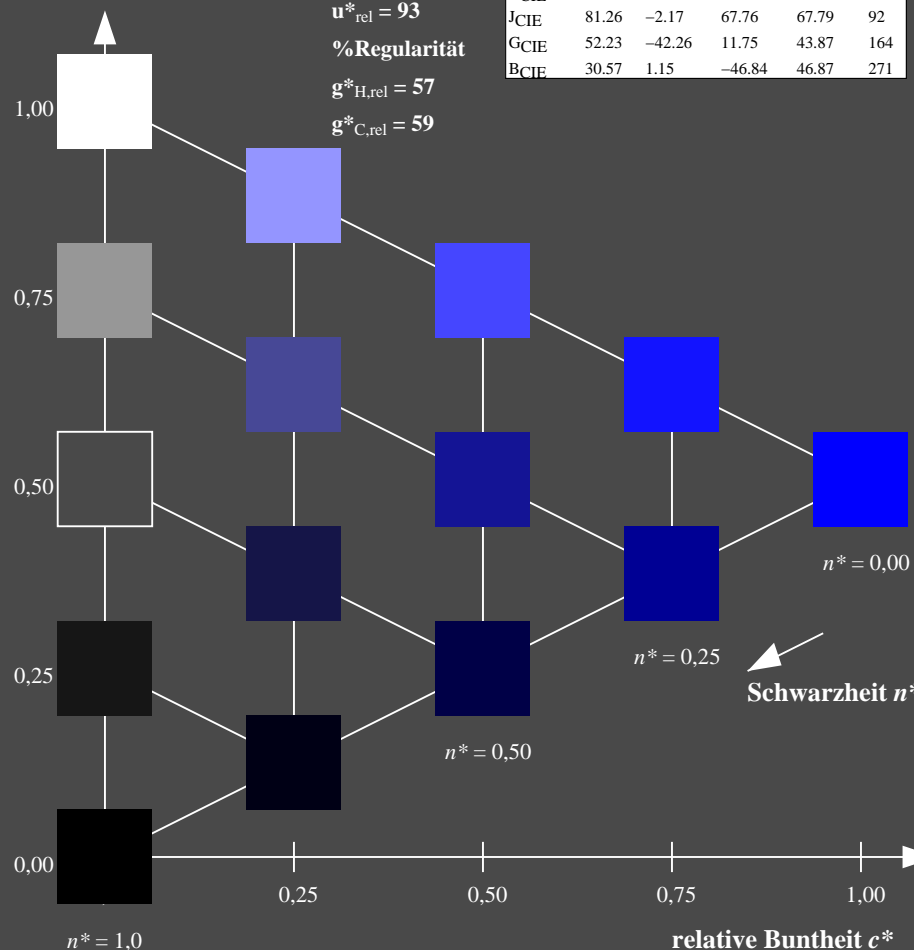 u*rel = 93
%Regularität
g*H,rel = 57
g*C,rel = 59
JCIE 81.26 −2.17 67.76 67.79 92
GCIE 52.23 −42.26 11.75 43.87 164
BCIE 30.57 1.15 −46.84 46.87 271
1,00
0,75
0,50
0,25
0,00
n* = 0,00
n* = 0,25
Schwarzheit n*
n* = 0,50
0,25 0,50 0,75 1,00
n* = 1,0
relative Buntheit c*